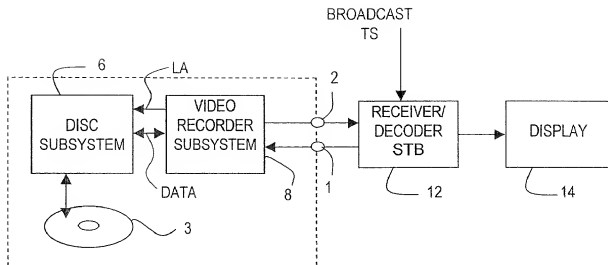 BROADCAST
TS
6
LA
2
DISC
SUBSYSTEM
VIDEO
RECORDER
SUBSYSTEM
RECEIVER/
DECODER
STB
DISPLAY
DATA
8
1
12
14
3